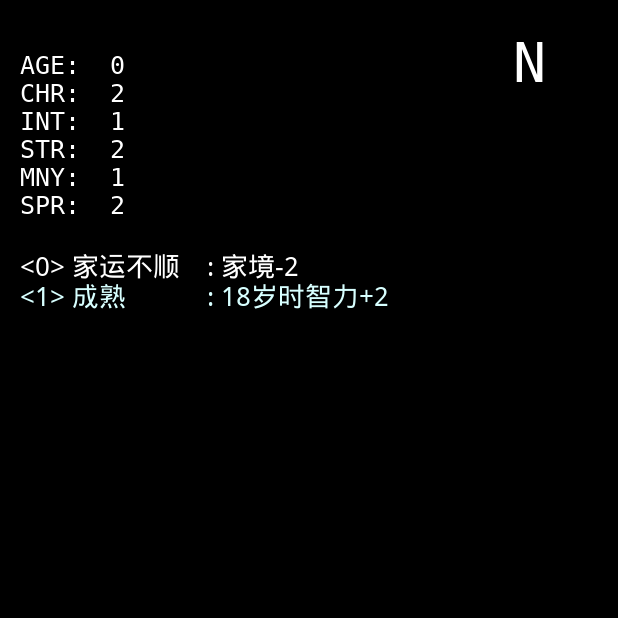 N
AGE: 0
CHR: 2
INT: 1
STR: 2
MNY: 1
SPR: 2
<0> 家运不顺 : 家境-2
<1> 成熟 : 18岁时智力+2